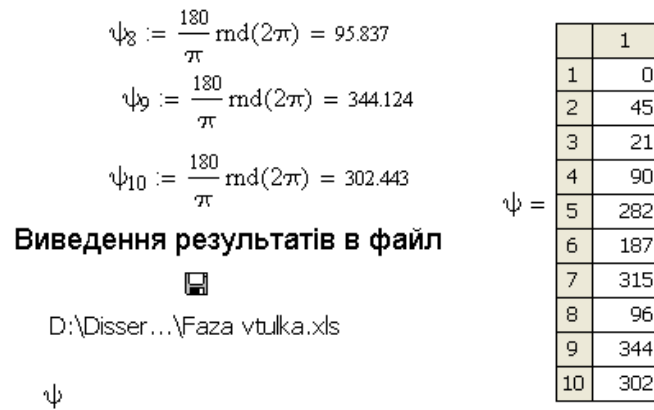 ψ₈ := 180/π rnd(2π) = 95.837
ψ₉ := 180/π rnd(2π) = 344.124
ψ₁₀ := 180/π rnd(2π) = 302.443
Виведення результатів в файл
D:\Disser...\Faza vtulka.xls
ψ
ψ =
1
1 0
2 45
3 21
4 90
5 282
6 187
7 315
8 96
9 344
10 302